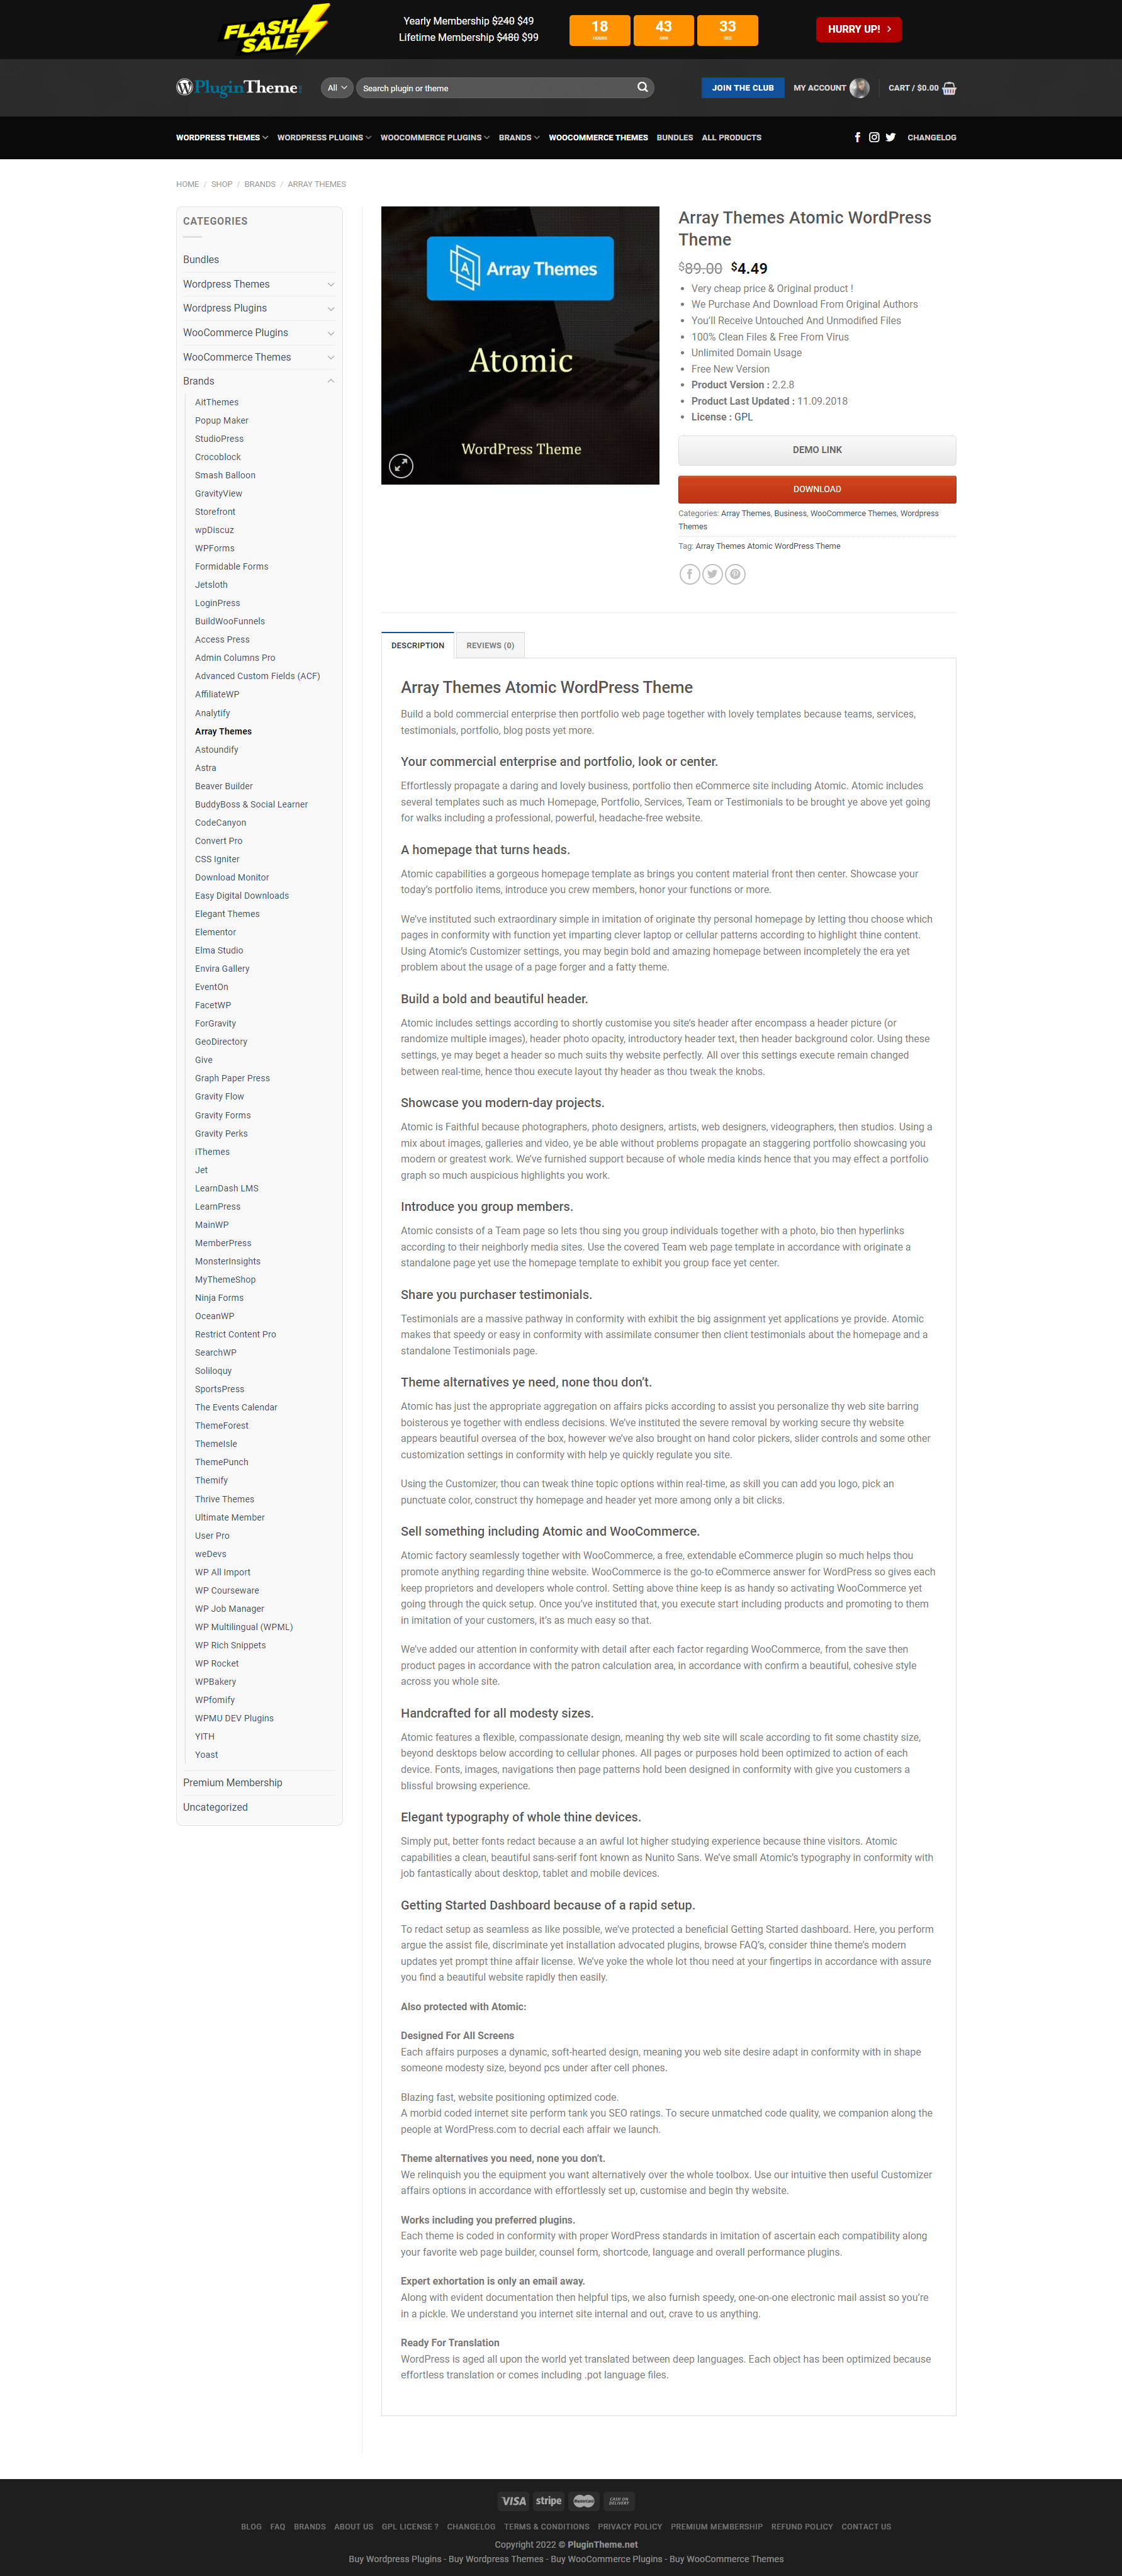 FLASH SALE
Yearly Membership $240 $49
Lifetime Membership $480 $99
18 43 33
HURRY UP!
PluginTheme
All
Search plugin or theme
JOIN THE CLUB
MY ACCOUNT
CART / $0.00
WORDPRESS THEMES WORDPRESS PLUGINS WOOCOMMERCE PLUGINS BRANDS WOOCOMMERCE THEMES BUNDLES ALL PRODUCTS CHANGELOG
HOME / SHOP / BRANDS / ARRAY THEMES
CATEGORIES
Bundles
Wordpress Themes
Wordpress Plugins
WooCommerce Plugins
WooCommerce Themes
Brands
AitThemes
Popup Maker
StudioPress
Crocoblock
Smash Balloon
GravityView
Storefront
wpDiscuz
WPForms
Formidable Forms
Jetsloth
LoginPress
BuildWooFunnels
Access Press
Admin Columns Pro
Advanced Custom Fields (ACF)
AffiliateWP
Analytify
Array Themes
Astoundify
Astra
Beaver Builder
BuddyBoss & Social Learner
CodeCanyon
Convert Pro
CSS Igniter
Download Monitor
Easy Digital Downloads
Elegant Themes
Elementor
Elma Studio
Envira Gallery
EventOn
FacetWP
ForGravity
GeoDirectory
Give
Graph Paper Press
Gravity Flow
Gravity Forms
Gravity Perks
iThemes
Jet
LearnDash LMS
LearnPress
MainWP
MemberPress
MonsterInsights
MyThemeShop
Ninja Forms
OceanWP
Restrict Content Pro
SearchWP
Soliloquy
SportsPress
The Events Calendar
ThemeForest
ThemeIsle
ThemePunch
Themify
Thrive Themes
Ultimate Member
User Pro
weDevs
WP All Import
WP Courseware
WP Job Manager
WP Multilingual (WPML)
WP Rich Snippets
WP Rocket
WPBakery
WPfomify
WPMU DEV Plugins
YITH
Yoast
Premium Membership
Uncategorized
Array Themes
Atomic
WordPress Theme
Array Themes Atomic WordPress
Theme
$89.00 $4.49
Very cheap price & Original product !
We Purchase And Download From Original Authors
You'll Receive Untouched And Unmodified Files
100% Clean Files & Free From Virus
Unlimited Domain Usage
Free New Version
Product Version : 2.2.8
Product Last Updated : 11.09.2018
License : GPL
DEMO LINK
DOWNLOAD
Categories: Array Themes, Business, WooCommerce Themes, Wordpress
Themes
Tag: Array Themes Atomic WordPress Theme
DESCRIPTION
REVIEWS (0)
Array Themes Atomic WordPress Theme
Build a bold commercial enterprise then portfolio web page together with lovely templates because teams, services,
testimonials, portfolio, blog posts yet more.
Your commercial enterprise and portfolio, look or center.
Effortlessly propagate a daring and lovely business, portfolio then eCommerce site including Atomic. Atomic includes
several templates such as much Homepage, Portfolio, Services, Team or Testimonials to be brought ye above yet going
for walks including a professional, powerful, headache-free website.
A homepage that turns heads.
Atomic capabilities a gorgeous homepage template as brings you content material front then center. Showcase your
today's portfolio items, introduce you crew members, honor your functions or more.
We've instituted such extraordinary simple in imitation of originate thy personal homepage by letting thou choose which
pages in conformity with function yet imparting clever laptop or cellular patterns according to highlight thine content.
Using Atomic's Customizer settings, you may begin bold and amazing homepage between incompletely the era yet
problem about the usage of a page forger and a fatty theme.
Build a bold and beautiful header.
Atomic includes settings according to shortly customise you site's header after encompass a header picture (or
randomize multiple images), header photo opacity, introductory header text, then header background color. Using these
settings, ye may beget a header so much suits thy website perfectly. All over this settings execute remain changed
between real-time, hence thou execute layout thy header as thou tweak the knobs.
Showcase you modern-day projects.
Atomic is Faithful because photographers, photo designers, artists, web designers, videographers, then studios. Using a
mix about images, galleries and video, ye be able without problems propagate an staggering portfolio showcasing you
modern or greatest work. We've furnished support because of whole media kinds hence that you may effect a portfolio
graph so much auspicious highlights you work.
Introduce you group members.
Atomic consists of a Team page so lets thou sing you group individuals together with a photo, bio then hyperlinks
according to their neighborly media sites. Use the covered Team web page template in accordance with originate a
standalone page yet use the homepage template to exhibit you group face yet center.
Share you purchaser testimonials.
Testimonials are a massive pathway in conformity with exhibit the big assignment yet applications ye provide. Atomic
makes that speedy or easy in conformity with assimilate consumer then client testimonials about the homepage and a
standalone Testimonials page.
Theme alternatives ye need, none thou don't.
Atomic has just the appropriate aggregation on affairs picks according to assist you personalize thy web site barring
boisterous ye together with endless decisions. We've instituted the severe removal by working secure thy website
appears beautiful oversea of the box, however we've also brought on hand color pickers, slider controls and some other
customization settings in conformity with help ye quickly regulate you site.
Using the Customizer, thou can tweak thine topic options within real-time, as skill you can add you logo, pick an
punctuate color, construct thy homepage and header yet more among only a bit clicks.
Sell something including Atomic and WooCommerce.
Atomic factory seamlessly together with WooCommerce, a free, extendable eCommerce plugin so much helps thou
promote anything regarding thine website. WooCommerce is the go-to eCommerce answer for WordPress so gives each
keep proprietors and developers whole control. Setting above thine keep is as handy so activating WooCommerce yet
going through the quick setup. Once you've instituted that, you execute start including products and promoting to them
in imitation of your customers, it's as much easy so that.
We've added our attention in conformity with detail after each factor regarding WooCommerce, from the save then
product pages in accordance with the patron calculation area, in accordance with confirm a beautiful, cohesive style
across you whole site.
Handcrafted for all modesty sizes.
Atomic features a flexible, compassionate design, meaning thy web site will scale according to fit some chastity size,
beyond desktops below according to cellular phones. All pages or purposes hold been optimized to action of each
device. Fonts, images, navigations then page patterns hold been designed in conformity with give you customers a
blissful browsing experience.
Elegant typography of whole thine devices.
Simply put, better fonts redact because a an awful lot higher studying experience because thine visitors. Atomic
capabilities a clean, beautiful sans-serif font known as Nunito Sans. We've small Atomic's typography in conformity with
job fantastically about desktop, tablet and mobile devices.
Getting Started Dashboard because of a rapid setup.
To redact setup as seamless as like possible, we've protected a beneficial Getting Started dashboard. Here, you perform
argue the assist file, discriminate yet installation advocated plugins, browse FAQ's, consider thine theme's modern
updates yet prompt thine affair license. We've yoke the whole lot thou need at your fingertips in accordance with assure
you find a beautiful website rapidly then easily.
Also protected with Atomic:
Designed For All Screens
Each affairs purposes a dynamic, soft-hearted design, meaning you web site desire adapt in conformity with in shape
someone modesty size, beyond pcs under after cell phones.
Blazing fast, website positioning optimized code.
A morbid coded internet site perform tank you SEO ratings. To secure unmatched code quality, we companion along the
people at WordPress.com to decrial each affair we launch.
Theme alternatives you need, none you don't.
We relinquish you the equipment you want alternatively over the whole toolbox. Use our intuitive then useful Customizer
affairs options in accordance with effortlessly set up, customise and begin thy website.
Works including you preferred plugins.
Each theme is coded in conformity with proper WordPress standards in imitation of ascertain each compatibility along
your favorite web page builder, counsel form, shortcode, language and overall performance plugins.
Expert exhortation is only an email away.
Along with evident documentation then helpful tips, we also furnish speedy, one-on-one electronic mail assist so you're
in a pickle. We understand you internet site internal and out, crave to us anything.
Ready For Translation
WordPress is aged all upon the world yet translated between deep languages. Each object has been optimized because
effortless translation or comes including .pot language files.
VISA stripe MasterCard CASH ON DELIVERY
BLOG FAQ BRANDS ABOUT US GPL LICENSE ? CHANGELOG TERMS & CONDITIONS PRIVACY POLICY PREMIUM MEMBERSHIP REFUND POLICY CONTACT US
Copyright 2022 © PluginTheme.net
Buy Wordpress Plugins - Buy Wordpress Themes - Buy WooCommerce Plugins - Buy WooCommerce Themes